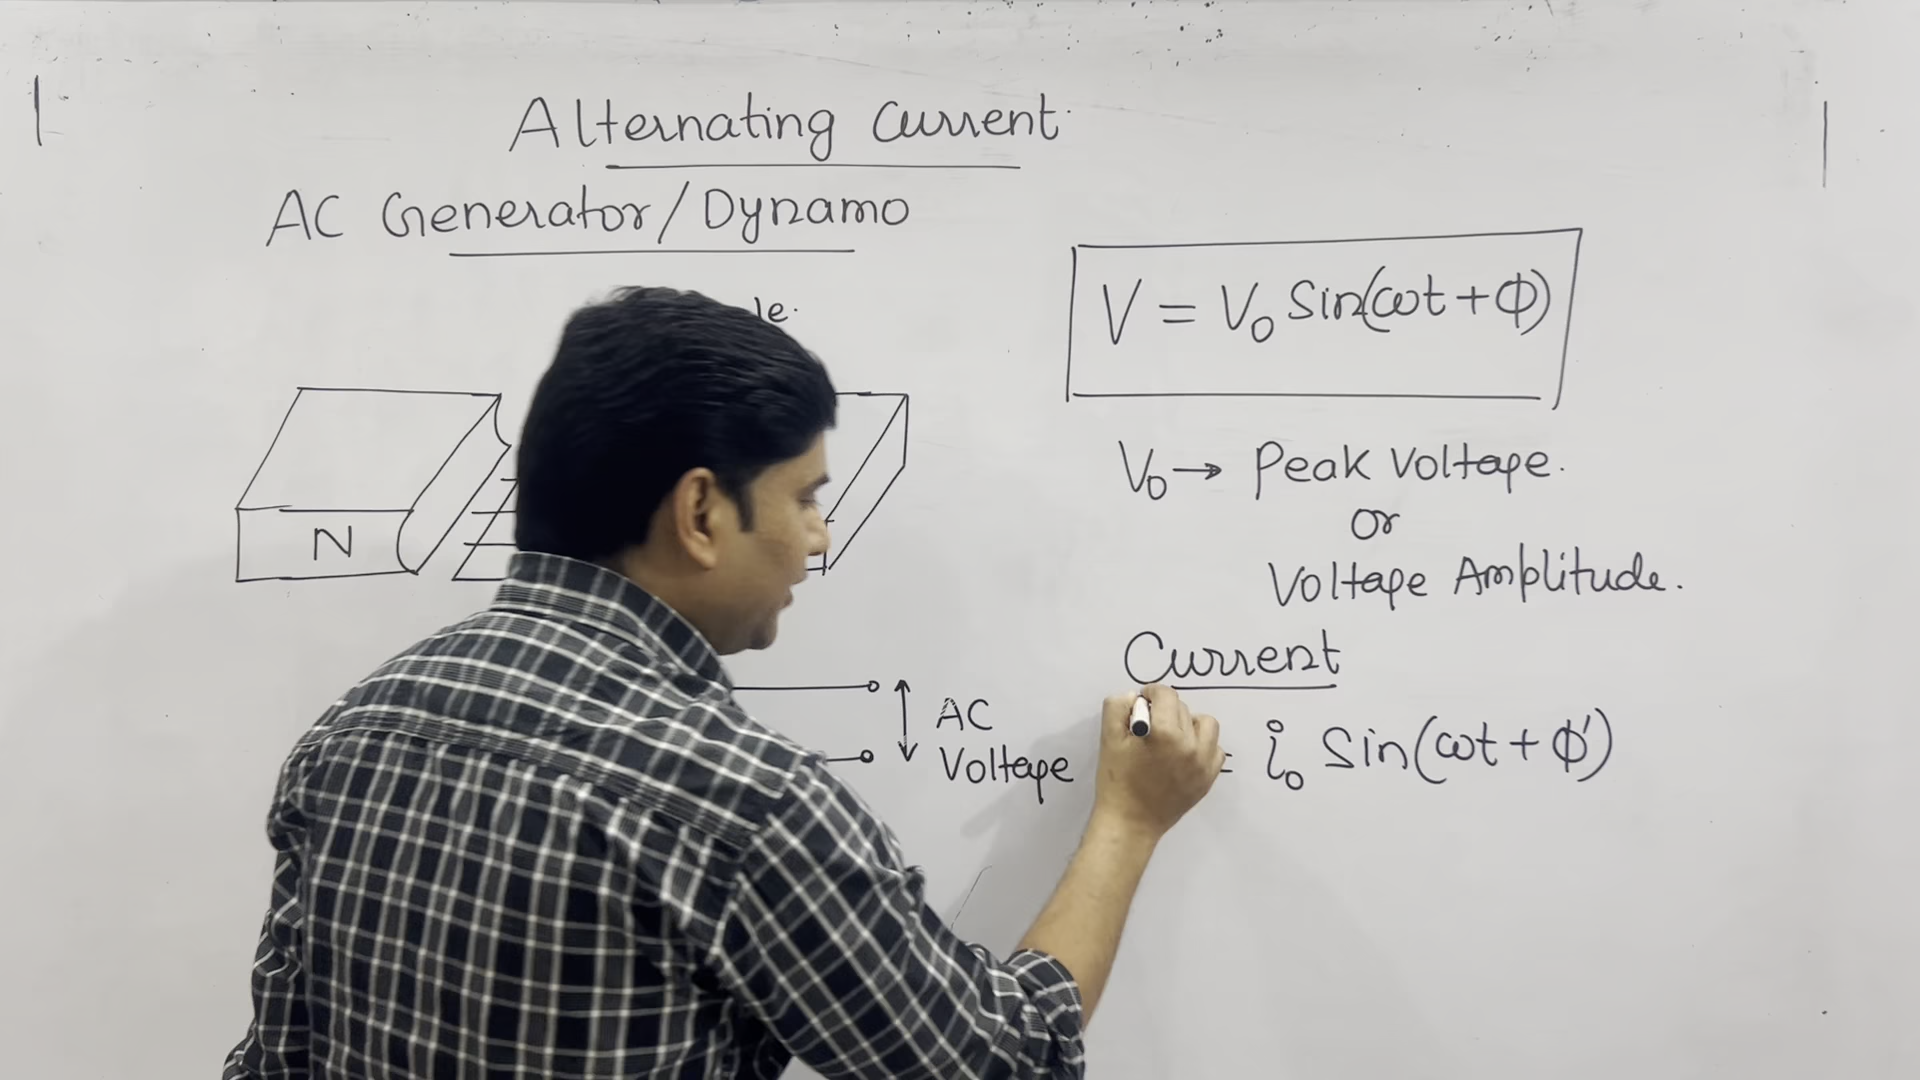 Alternating Current
AC Generator/Dynamo
N
AC
Voltage
V = V₀ Sin(ωt + Φ)
V₀ → Peak Voltage.
or
Voltage Amplitude.
Current
= i₀ Sin(ωt + Φ′)